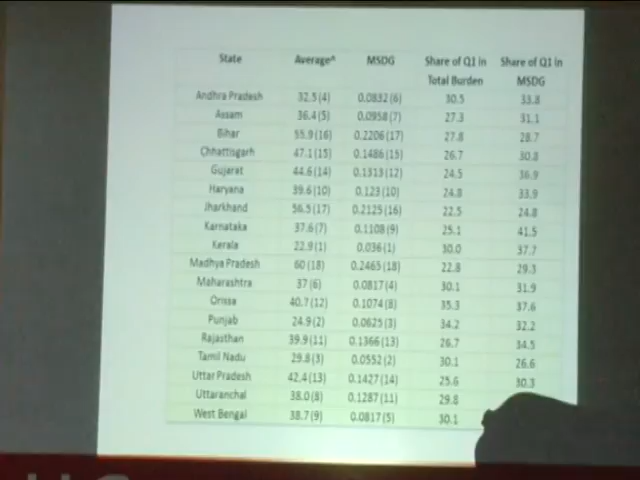 State Average^ MSDG Share of Q1 in Total Burden Share of Q1 in MSDG
Andhra Pradesh 32.5 (4) 0.0832 (6) 30.5 33.8
Assam 36.4 (5) 0.0958 (7) 27.3 31.1
Bihar 55.9 (16) 0.2206 (17) 27.8 28.7
Chhattisgarh 47.1 (15) 0.1486 (15) 26.7 30.8
Gujarat 44.6 (14) 0.1313 (12) 24.5 36.9
Haryana 39.6 (10) 0.123 (10) 24.8 33.9
Jharkhand 56.5 (17) 0.2125 (16) 22.5 24.8
Karnataka 37.6 (7) 0.1108 (9) 25.1 41.5
Kerala 22.9 (1) 0.036 (1) 30.0 37.7
Madhya Pradesh 60 (18) 0.2465 (18) 22.8 29.3
Maharashtra 37 (6) 0.0817 (4) 30.1 31.9
Orissa 40.7 (12) 0.1074 (8) 35.3 37.6
Punjab 24.9 (2) 0.0625 (3) 34.2 32.2
Rajasthan 39.9 (11) 0.1366 (13) 26.7 34.5
Tamil Nadu 29.8 (3) 0.0552 (2) 30.1 26.6
Uttar Pradesh 42.4 (13) 0.1427 (14) 25.6 30.3
Uttaranchal 38.0 (8) 0.1287 (11) 29.8
West Bengal 38.7 (9) 0.0817 (5) 30.1